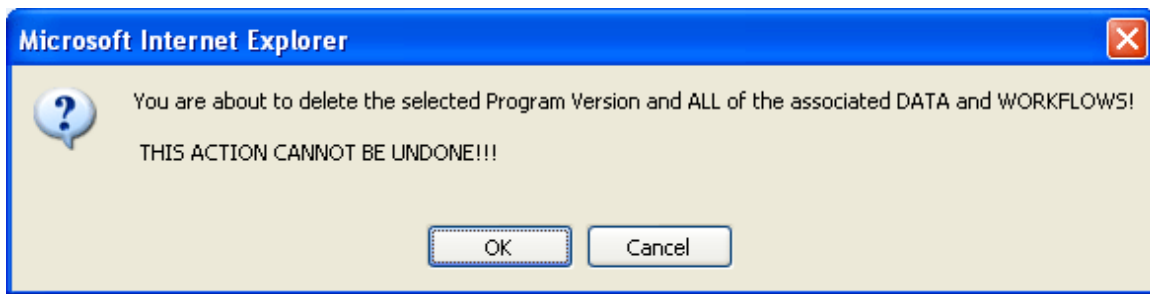 Microsoft Internet Explorer
You are about to delete the selected Program Version and ALL of the associated DATA and WORKFLOWS!
THIS ACTION CANNOT BE UNDONE!!!
OK Cancel